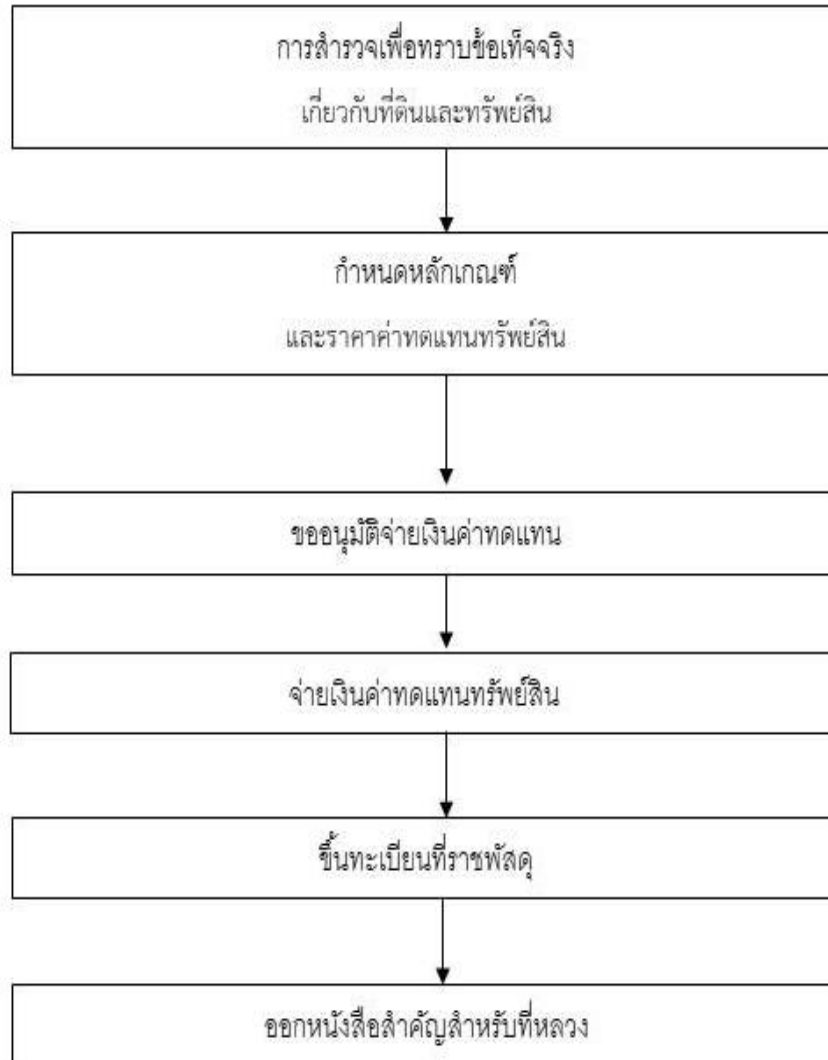 การสำรวจเพื่อทราบข้อเท็จจริง
เกี่ยวกับที่ดินและทรัพย์สิน
กำหนดหลักเกณฑ์
และราคาค่าทดแทนทรัพย์สิน
ขออนุมัติจ่ายเงินค่าทดแทน
จ่ายเงินค่าทดแทนทรัพย์สิน
ขึ้นทะเบียนที่ราชพัสดุ
ออกหนังสือสำคัญสำหรับที่หลวง